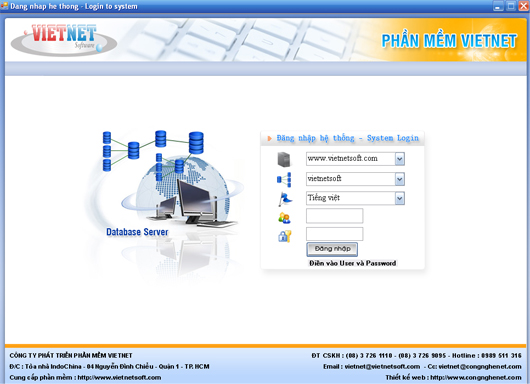 Dang nhap he thong - Login to system
VIETNET
Software
PHẦN MỀM VIETNET
Đăng nhập hệ thống - System Login
www.vietnetsoft.com
vietnetsoft
Tiếng việt
Đăng nhập
Điền vào User và Password
Database Server
CÔNG TY PHÁT TRIỂN PHẦN MỀM VIETNET
ĐT CSKH : (08) 3 726 1110 - (08) 3 726 9895 - Hotline : 0989 511 316
Đ/C : Tòa nhà IndoChina - 04 Nguyễn Đình Chiểu - Quận 1 - TP. HCM
Email : vietnet@vietnetsoft.com - Cc: vietnet@congnghenet.com
Cung cấp phần mềm : http://www.vietnetsoft.com
Thiết kế web : http://www.congnghenet.com